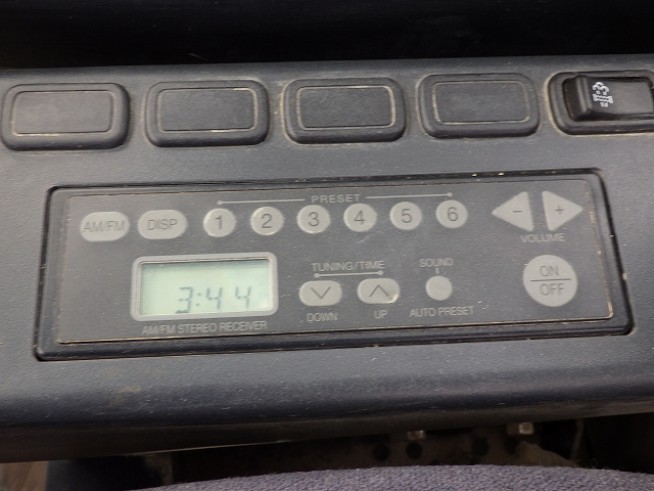 PRESET
AM/FM DISP 1 2 3 4 5 6 - +
VOLUME
3:44
TUNING/TIME
SOUND
ON
OFF
DOWN UP AUTO PRESET
AM/FM STEREO RECEIVER